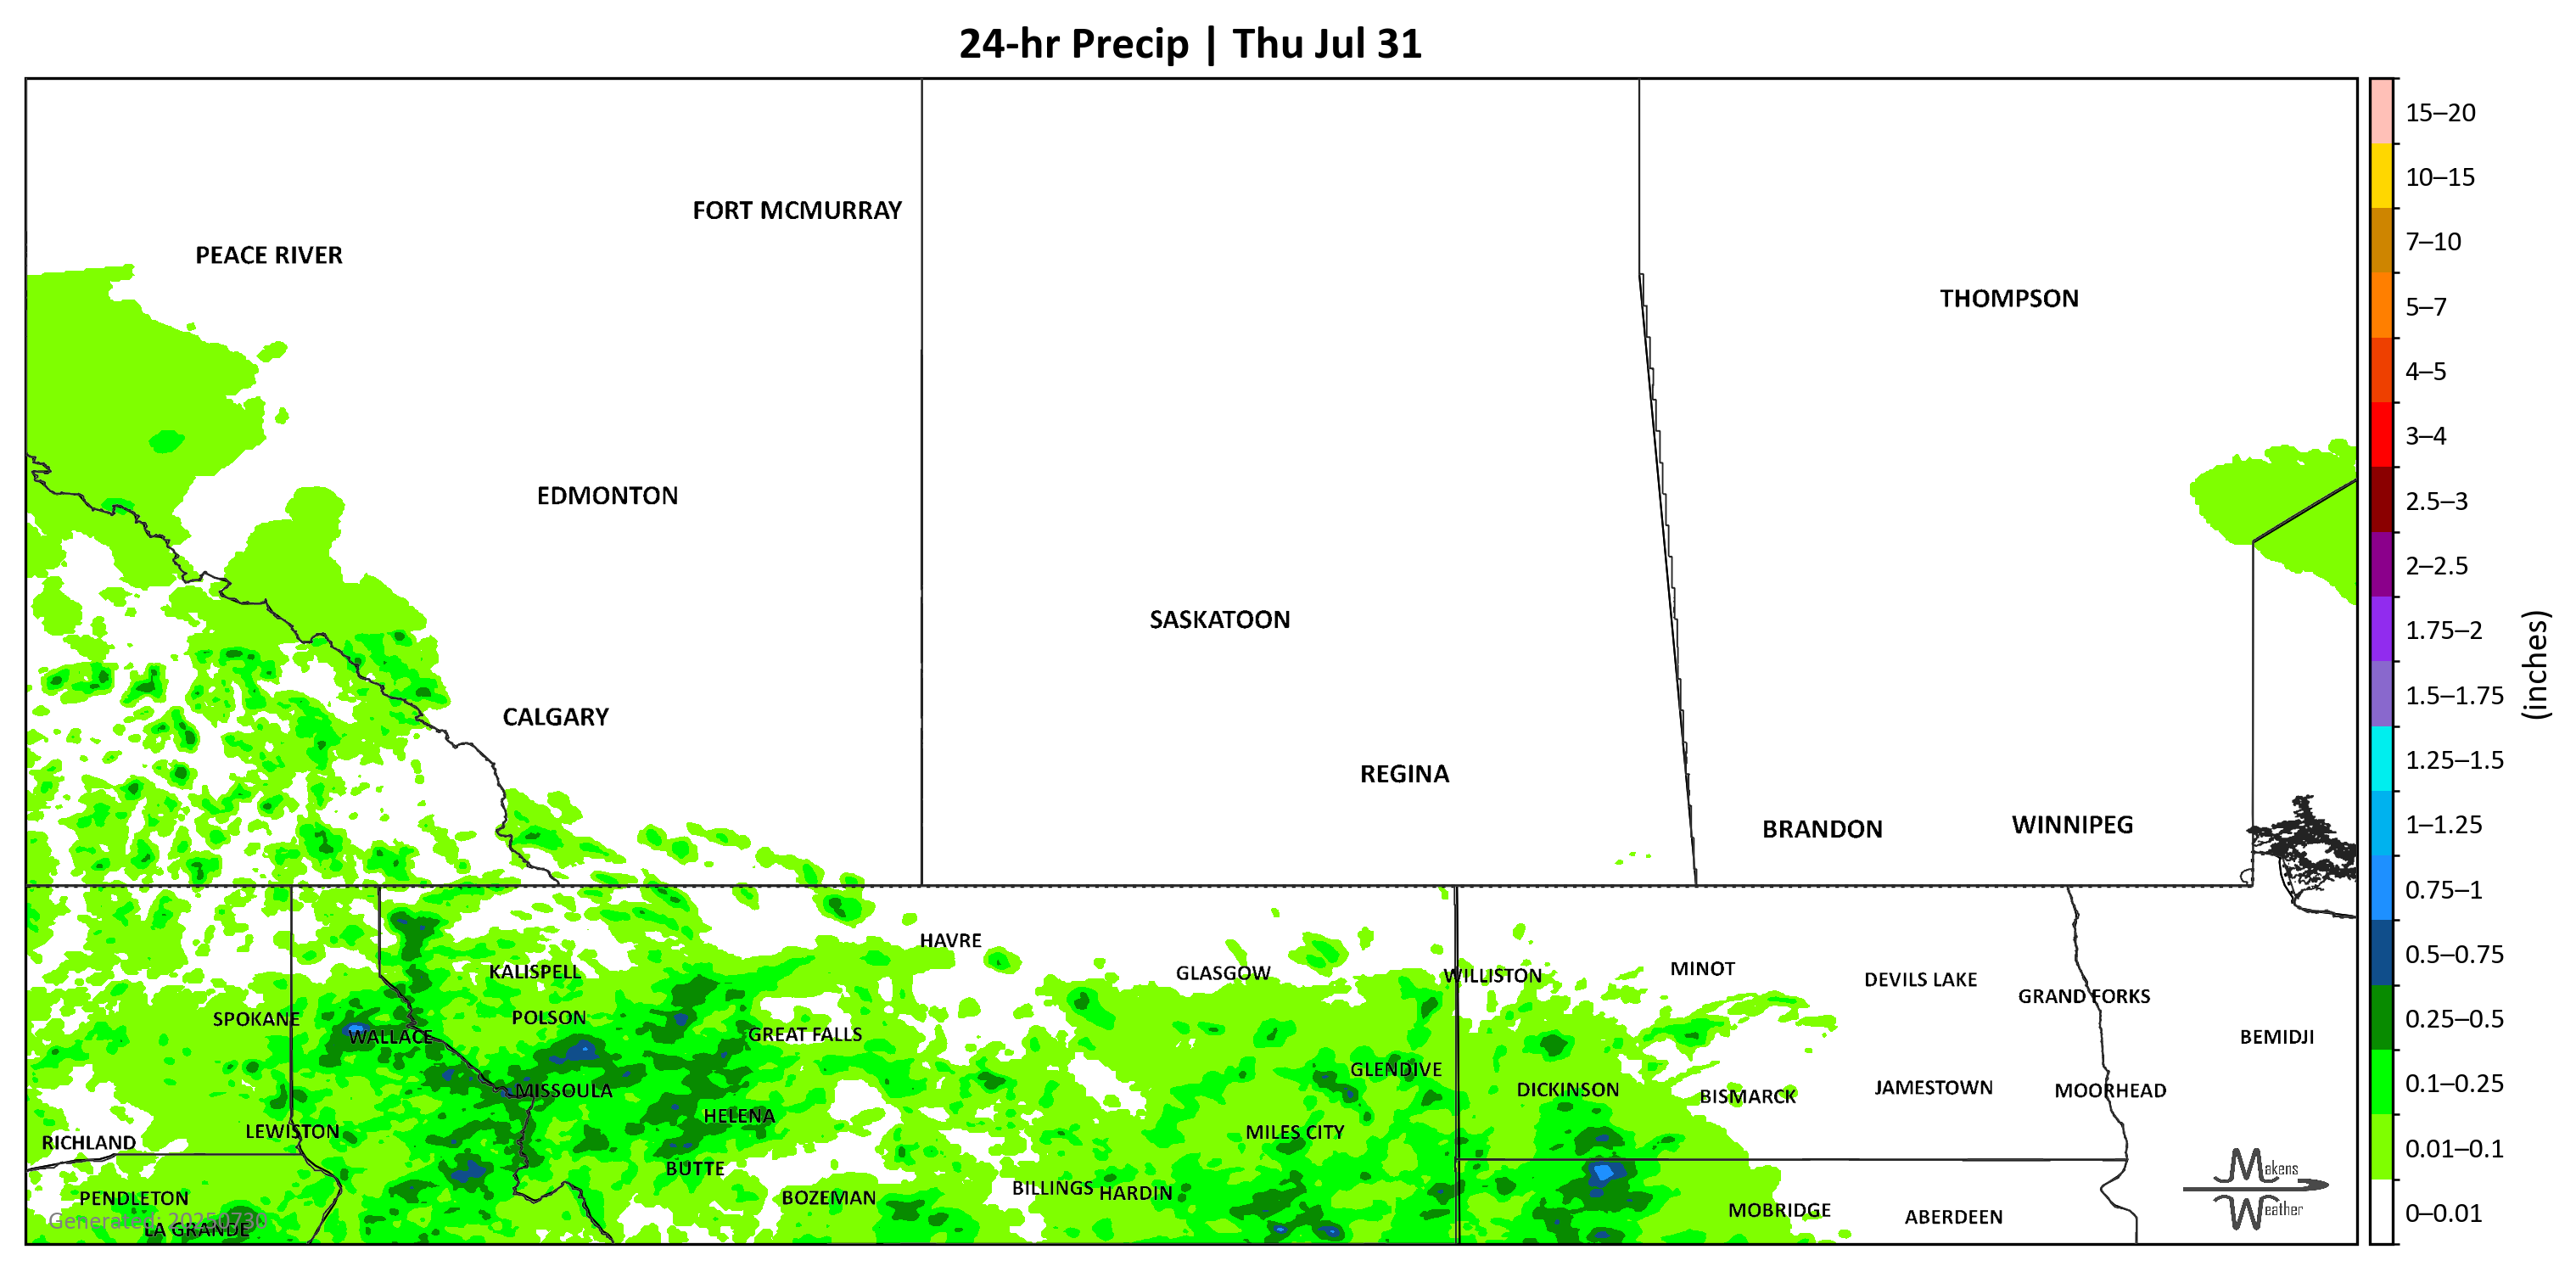 24-hr Precip | Thu Jul 31
FORT MCMURRAY
PEACE RIVER
THOMPSON
EDMONTON
SASKATOON
CALGARY
REGINA
BRANDON
WINNIPEG
HAVRE
KALISPELL
GLASGOW
WILLISTON
MINOT
DEVILS LAKE
GRAND FORKS
SPOKANE
POLSON
WALLACE
GREAT FALLS
BEMIDJI
GLENDIVE
MISSOULA
DICKINSON
BISMARCK
JAMESTOWN
MOORHEAD
HELENA
LEWISTON
MILES CITY
RICHLAND
BUTTE
PENDLETON
BOZEMAN
BILLINGS
HARDIN
MOBRIDGE
ABERDEEN
Generated: 20250730
LA GRANDE
Makens
Weather
15–20
10–15
7–10
5–7
4–5
3–4
2.5–3
2–2.5
1.75–2
1.5–1.75
1.25–1.5
1–1.25
0.75–1
0.5–0.75
0.25–0.5
0.1–0.25
0.01–0.1
0–0.01
(inches)